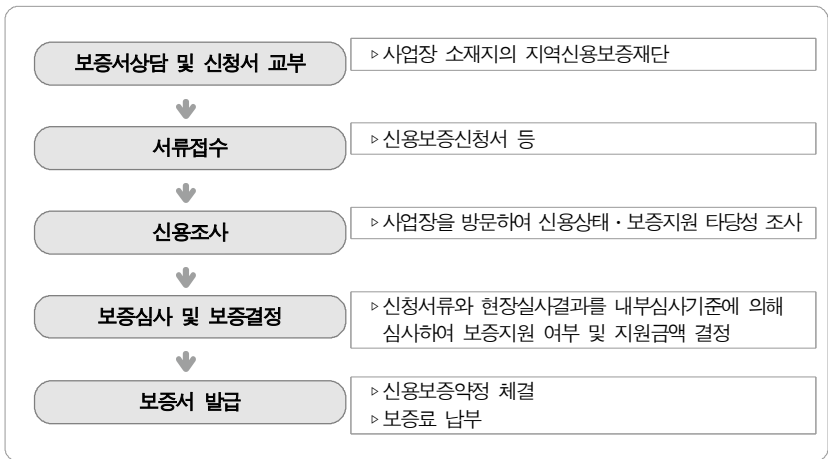 보증서상담 및 신청서 교부
▹사업장 소재지의 지역신용보증재단
서류접수
▹신용보증신청서 등
신용조사
▹사업장을 방문하여 신용상태·보증지원 타당성 조사
보증심사 및 보증결정
▹신청서류와 현장실사결과를 내부심사기준에 의해
심사하여 보증지원 여부 및 지원금액 결정
보증서 발급
▹신용보증약정 체결
▹보증료 납부